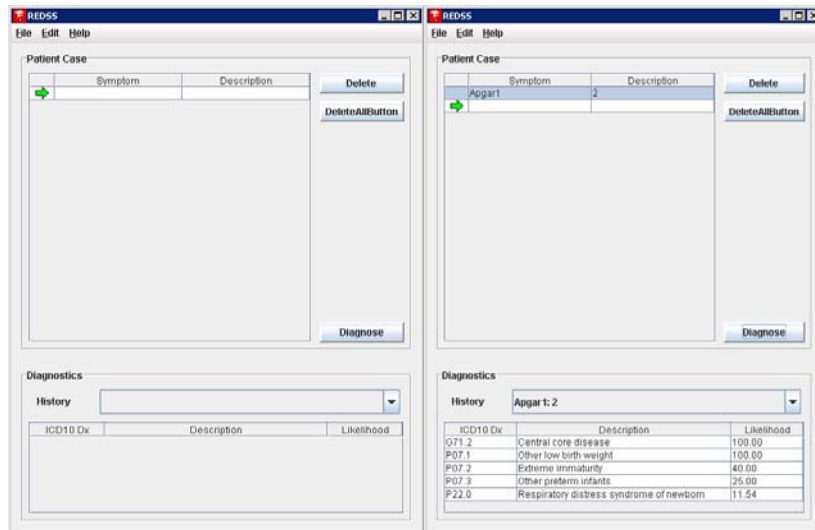 REDSS
File Edit Help
Patient Case
Symptom Description
Delete
DeleteAllButton
Diagnose
Diagnostics
History
ICD10 Dx Description Likelihood
REDSS
File Edit Help
Patient Case
Symptom Description
Apgar1 2
Delete
DeleteAllButton
Diagnose
Diagnostics
History Apgar1: 2
ICD10 Dx Description Likelihood
G71.2 Central core disease 100.00
P07.1 Other low birth weight 100.00
P07.2 Extreme immaturity 40.00
P07.3 Other preterm infants 25.00
P22.0 Respiratory distress syndrome of newborn 11.54